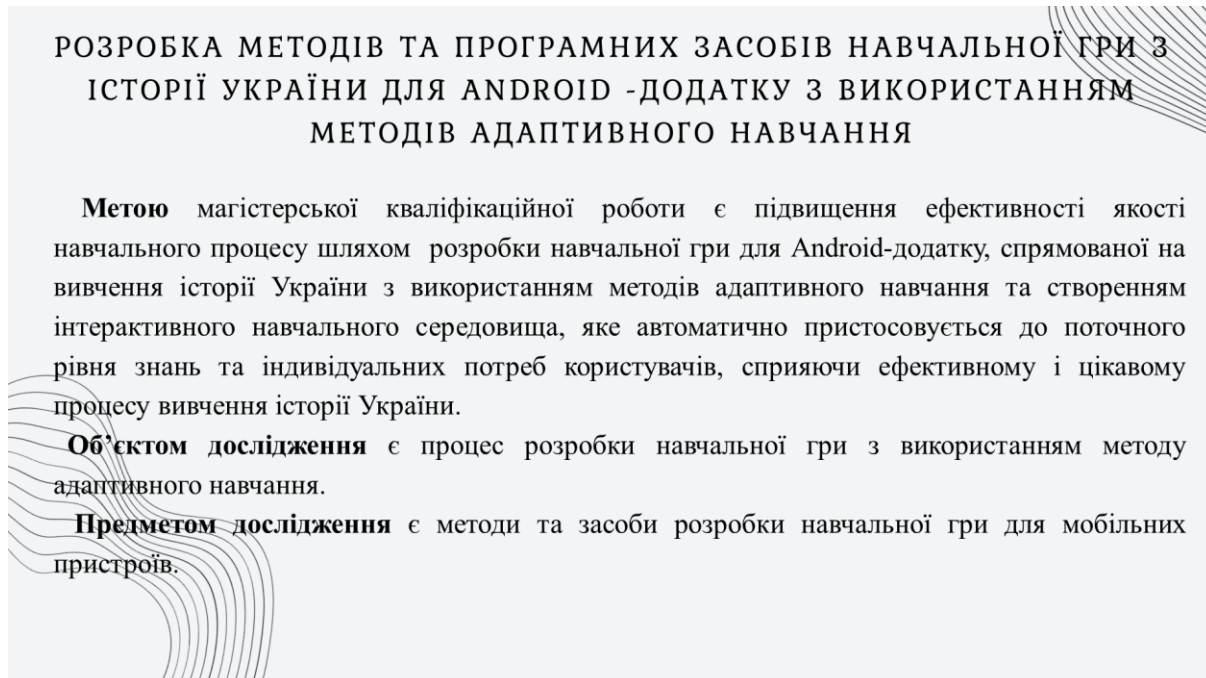 РОЗРОБКА МЕТОДІВ ТА ПРОГРАМНИХ ЗАСОБІВ НАВЧАЛЬНОЇ ГРИ З
ІСТОРІЇ УКРАЇНИ ДЛЯ ANDROID -ДОДАТКУ З ВИКОРИСТАННЯМ
МЕТОДІВ АДАПТИВНОГО НАВЧАННЯ
Метою магістерської кваліфікаційної роботи є підвищення ефективності якості
навчального процесу шляхом розробки навчальної гри для Android-додатку, спрямованої на
вивчення історії України з використанням методів адаптивного навчання та створенням
інтерактивного навчального середовища, яке автоматично пристосовується до поточного
рівня знань та індивідуальних потреб користувачів, сприяючи ефективному і цікавому
процесу вивчення історії України.
Об’єктом дослідження є процес розробки навчальної гри з використанням методу
адаптивного навчання.
Предметом дослідження є методи та засоби розробки навчальної гри для мобільних
пристроїв.